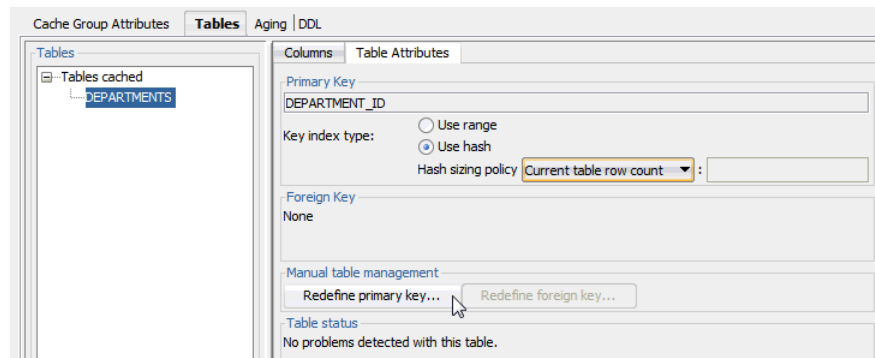 Cache Group Attributes Tables Aging DDL
Tables
Tables cached
DEPARTMENTS
Columns Table Attributes
Primary Key
DEPARTMENT_ID
Key index type:
Use range
Use hash
Hash sizing policy Current table row count :
Foreign Key
None
Manual table management
Redefine primary key... Redefine foreign key...
Table status
No problems detected with this table.